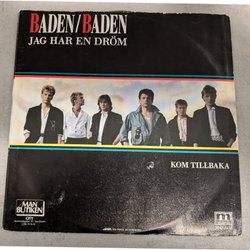 BADEN/BADEN
JAG HAR EN DRÖM
KOM TILLBAKA
MAN
BUTIKEN